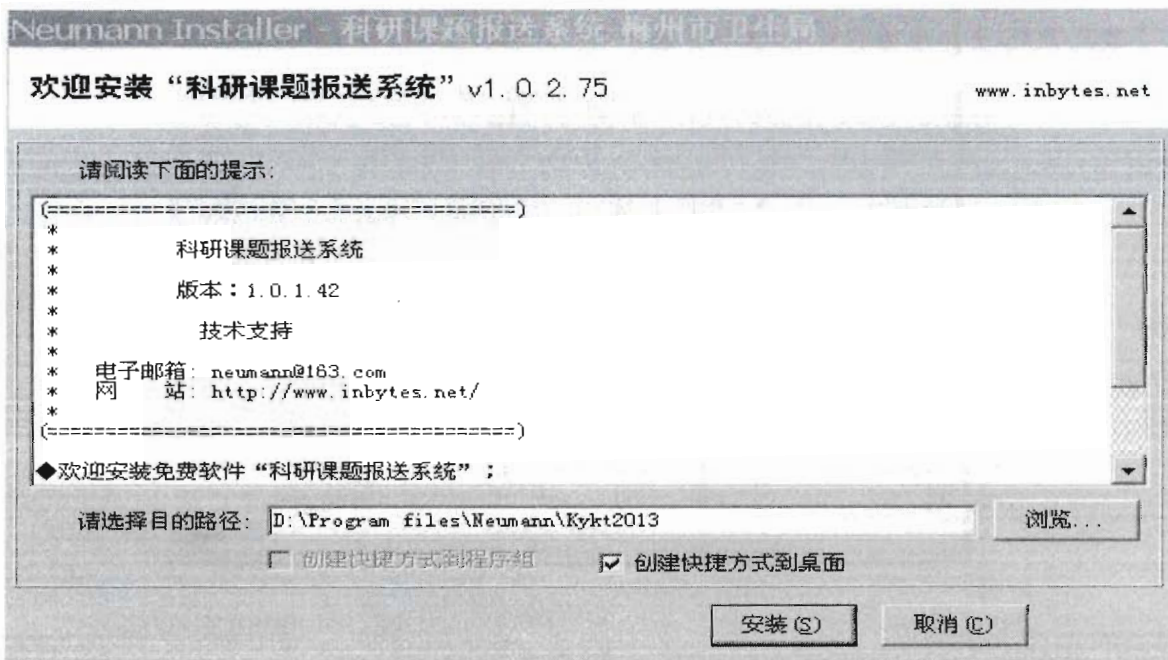 Neumann Installer - 科研课题报送系统 梅州市卫生局
欢迎安装“科研课题报送系统” v1.0.2.75
www.inbytes.net
请阅读下面的提示:
(========================================)
*
* 科研课题报送系统
*
* 版本：1.0.1.42
*
* 技术支持
*
* 电子邮箱: neumann@163.com
* 网 站: http://www.inbytes.net/
*
(========================================)
◆欢迎安装免费软件“科研课题报送系统”；
请选择目的路径: D:\Program files\Neumann\Kykt2013 浏览...
创建快捷方式到程序组 创建快捷方式到桌面
安装(S) 取消(C)